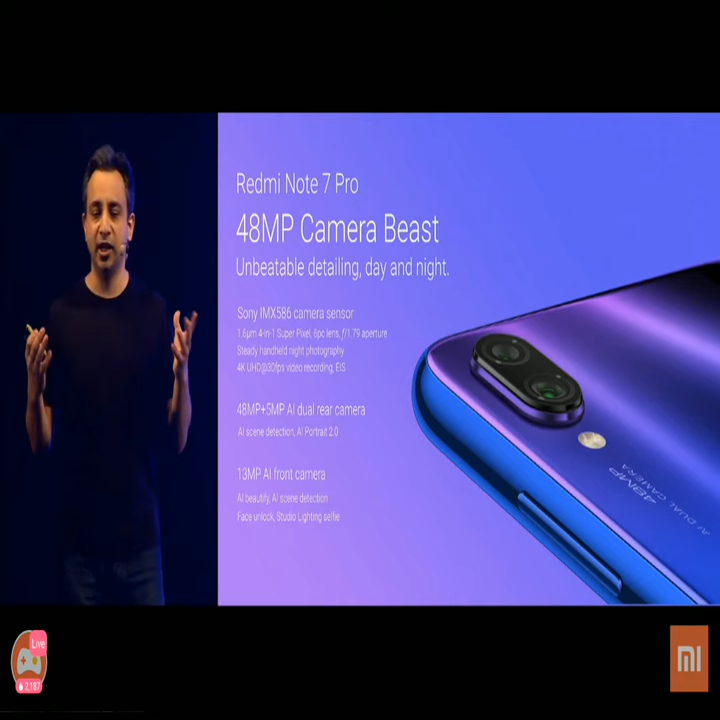 Redmi Note 7 Pro
48MP Camera Beast
Unbeatable detailing, day and night.
Sony IMX586 camera sensor
1.6μm 4-in-1 Super Pixel, 6pc lens, f/1.79 aperture
Steady handheld night photography
4K UHD@30fps video recording, EIS
48MP+5MP AI dual rear camera
AI scene detection, AI Portrait 2.0
13MP AI front camera
AI beautify, AI scene detection
Face unlock, Studio Lighting selfie
48MP
AI DUAL CAMERA
Live
2,187
MI